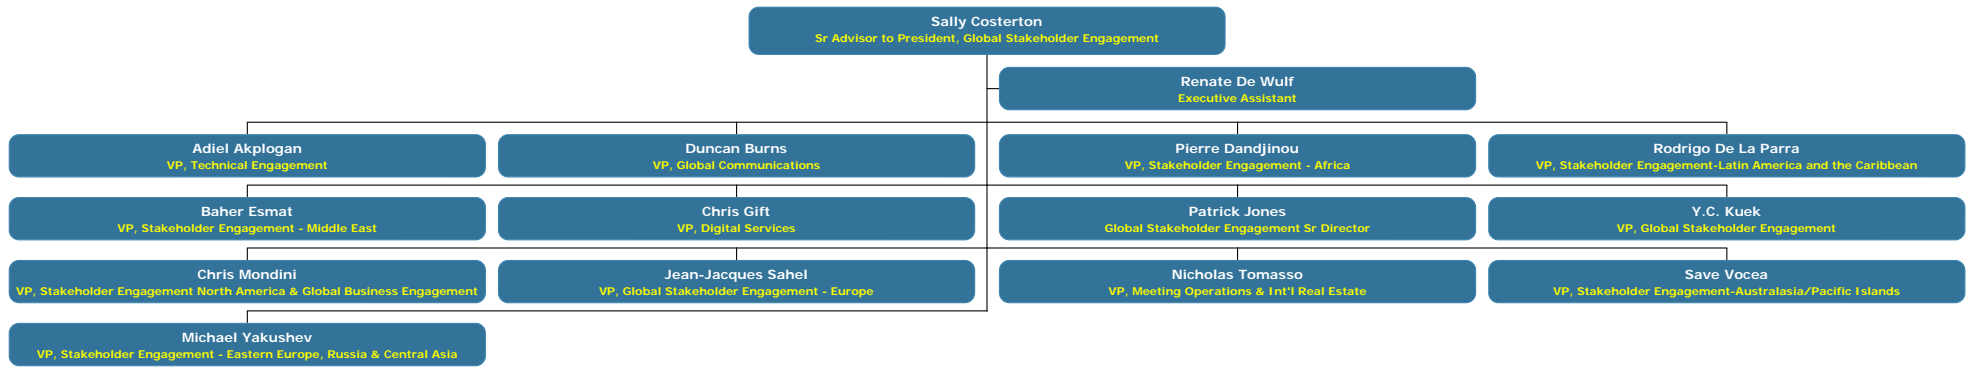 Sally Costerton
Sr Advisor to President, Global Stakeholder Engagement
Renate De Wulf
Executive Assistant
Adiel Akplogan
VP, Technical Engagement
Duncan Burns
VP, Global Communications
Pierre Dandjinou
VP, Stakeholder Engagement - Africa
Rodrigo De La Parra
VP, Stakeholder Engagement-Latin America and the Caribbean
Baher Esmat
VP, Stakeholder Engagement - Middle East
Chris Gift
VP, Digital Services
Patrick Jones
Global Stakeholder Engagement Sr Director
Y.C. Kuek
VP, Global Stakeholder Engagement
Chris Mondini
VP, Stakeholder Engagement North America & Global Business Engagement
Jean-Jacques Sahel
VP, Global Stakeholder Engagement - Europe
Nicholas Tomasso
VP, Meeting Operations & Int'l Real Estate
Save Vocea
VP, Stakeholder Engagement-Australasia/Pacific Islands
Michael Yakushev
VP, Stakeholder Engagement - Eastern Europe, Russia & Central Asia